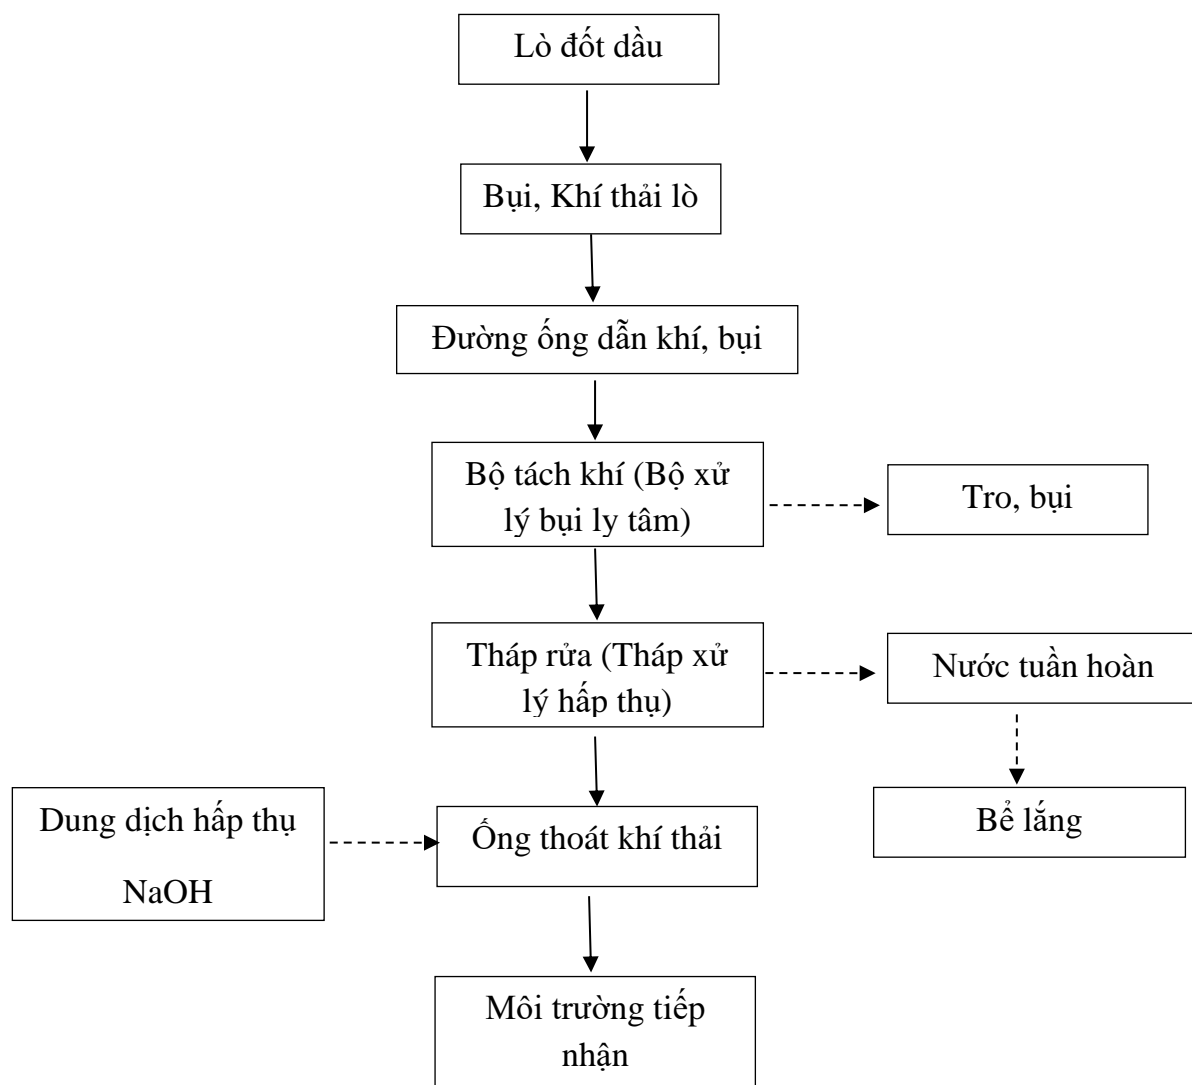 Lò đốt dầu
Bụi, Khí thải lò
Đường ống dẫn khí, bụi
Bộ tách khí (Bộ xử
lý bụi ly tâm)
Tro, bụi
Tháp rửa (Tháp xử
lý hấp thụ)
Nước tuần hoàn
Dung dịch hấp thụ
NaOH
Ống thoát khí thải
Bể lắng
Môi trường tiếp
nhận